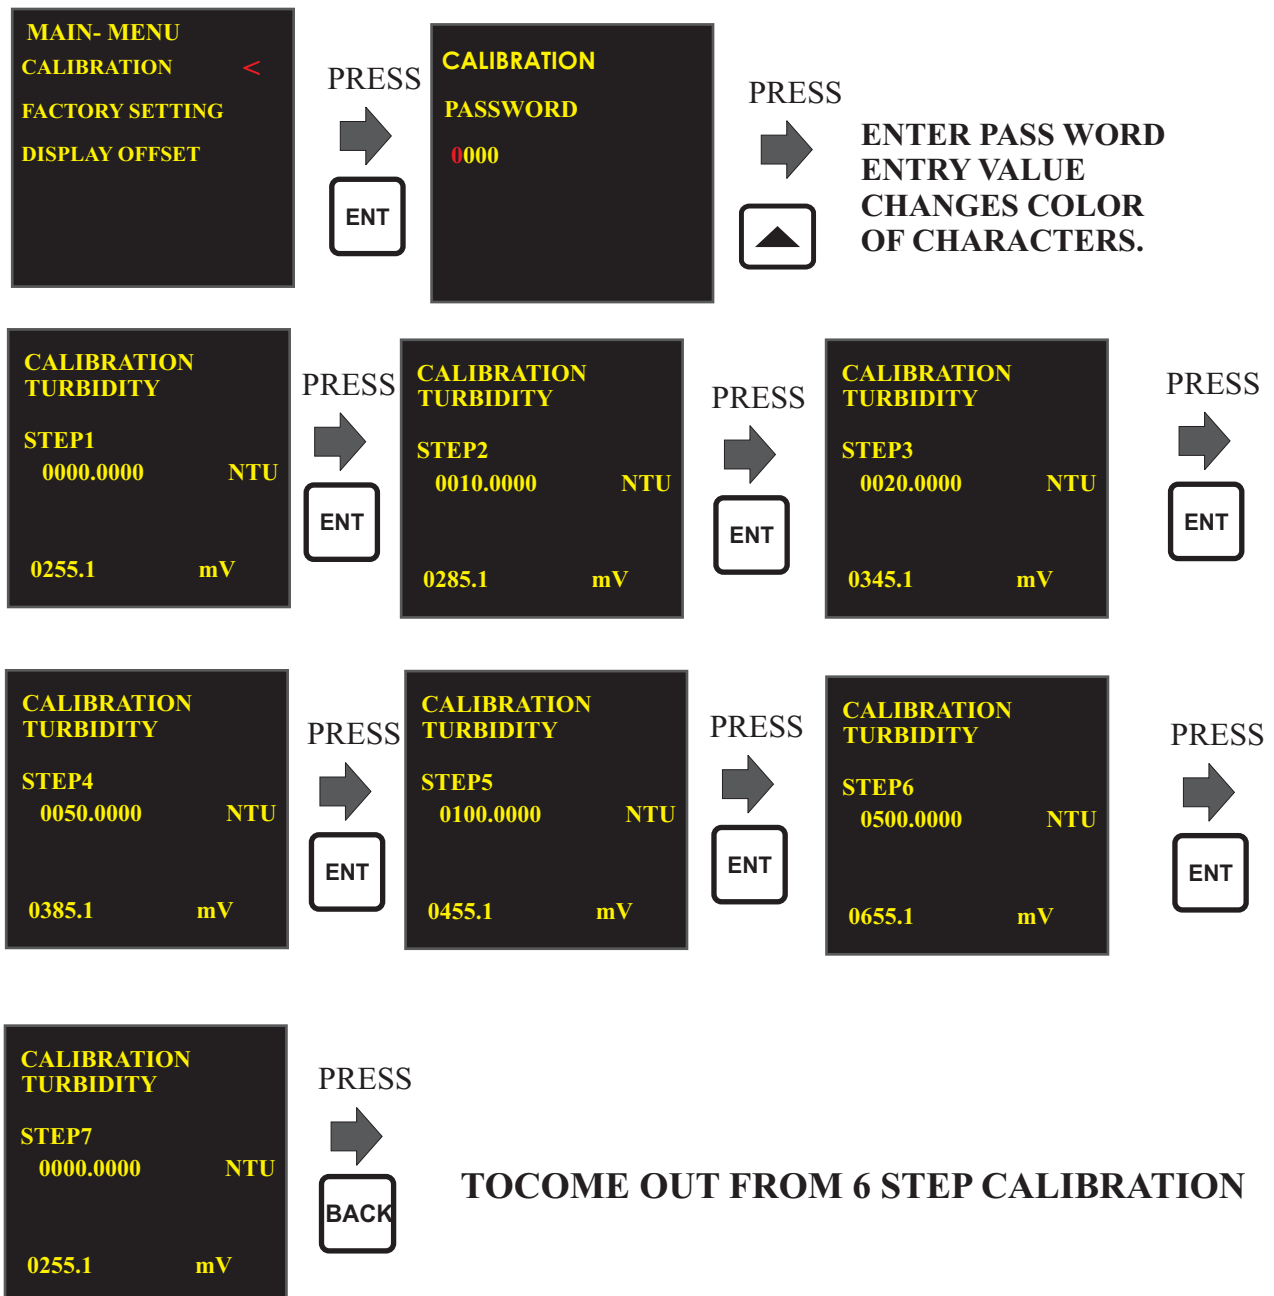 MAIN- MENU
CALIBRATION <
FACTORY SETTING
DISPLAY OFFSET
PRESS
ENT
CALIBRATION
PASSWORD
0000
PRESS
ENTER PASS WORD
ENTRY VALUE
CHANGES COLOR
OF CHARACTERS.
CALIBRATION
TURBIDITY
STEP1
0000.0000 NTU
0255.1 mV
PRESS
ENT
CALIBRATION
TURBIDITY
STEP2
0010.0000 NTU
0285.1 mV
PRESS
ENT
CALIBRATION
TURBIDITY
STEP3
0020.0000 NTU
0345.1 mV
PRESS
ENT
CALIBRATION
TURBIDITY
STEP4
0050.0000 NTU
0385.1 mV
PRESS
ENT
CALIBRATION
TURBIDITY
STEP5
0100.0000 NTU
0455.1 mV
PRESS
ENT
CALIBRATION
TURBIDITY
STEP6
0500.0000 NTU
0655.1 mV
PRESS
ENT
CALIBRATION
TURBIDITY
STEP7
0000.0000 NTU
0255.1 mV
PRESS
BACK
TOCOME OUT FROM 6 STEP CALIBRATION